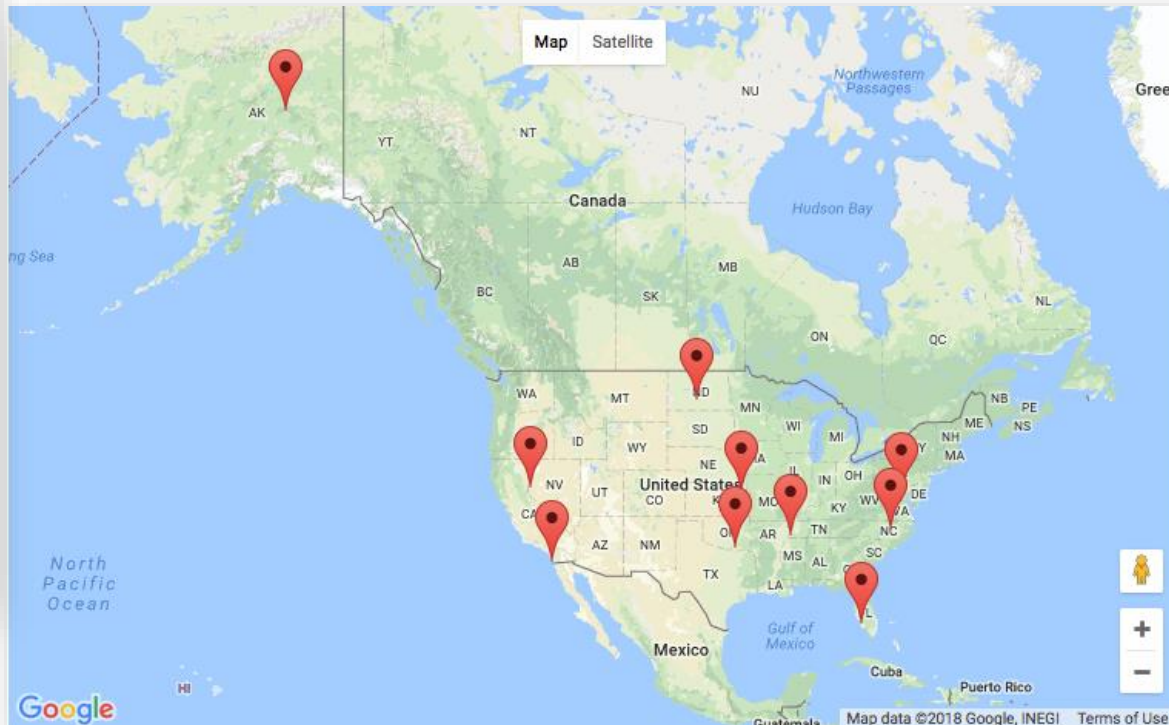 Map Satellite
Northwestern
Passages
Gree
NU
AK
NT
YT
Canada
Hudson Bay
ng Sea
AB
MB
BC
SK
NL
ON
QC
WA
MT
ND
MN
NB
PE
ME
NS
NH
MA
ID
SD
WI
MI
WY
NE
IA
IL
IN
OH
NY
United States
NV
UT
CO
MO
KY
WV
DE
VA
CA
AZ
NM
OK
AR
TN
NC
MS
AL
SC
TX
LA
FL
North
Pacific
Ocean
Gulf of
Mexico
Mexico
Cuba
Puerto Rico
HI
Guatemala
Google
Map data ©2018 Google, INEGI Terms of Use